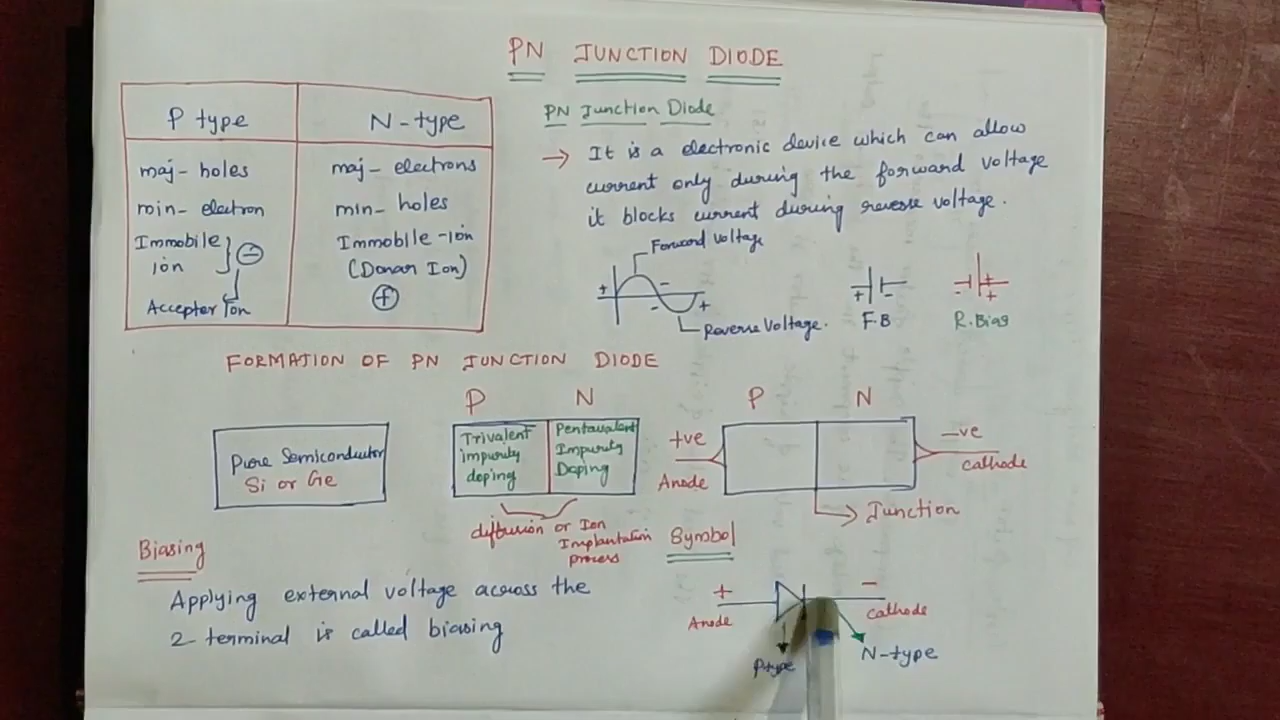 PN JUNCTION DIODE
P type
N-type
maj- holes
maj- electrons
min- electron
min- holes
Immobile
ion
-
Acceptor Ion
Immobile -ion
(Donar Ion)
+
PN Junction Diode
→ It is a electronic device which can allow
current only during the forward voltage
it blocks current during reverse voltage.
Forward voltage
+
-
-
+
Reverse Voltage.
+ -
F.B
- +
R.Bias
FORMATION OF PN JUNCTION DIODE
Pure Semiconductor
Si or Ge
P N
Trivalent
impurity
doping
Pentavalent
Impurity
Doping
diffusion or Ion
Implantation
process
P N
+ve
Anode
-ve
cathode
Junction
Biasing
Applying external voltage across the
2- terminal is called biasing
Symbol
+ -
Anode
cathode
Ptype
N-type